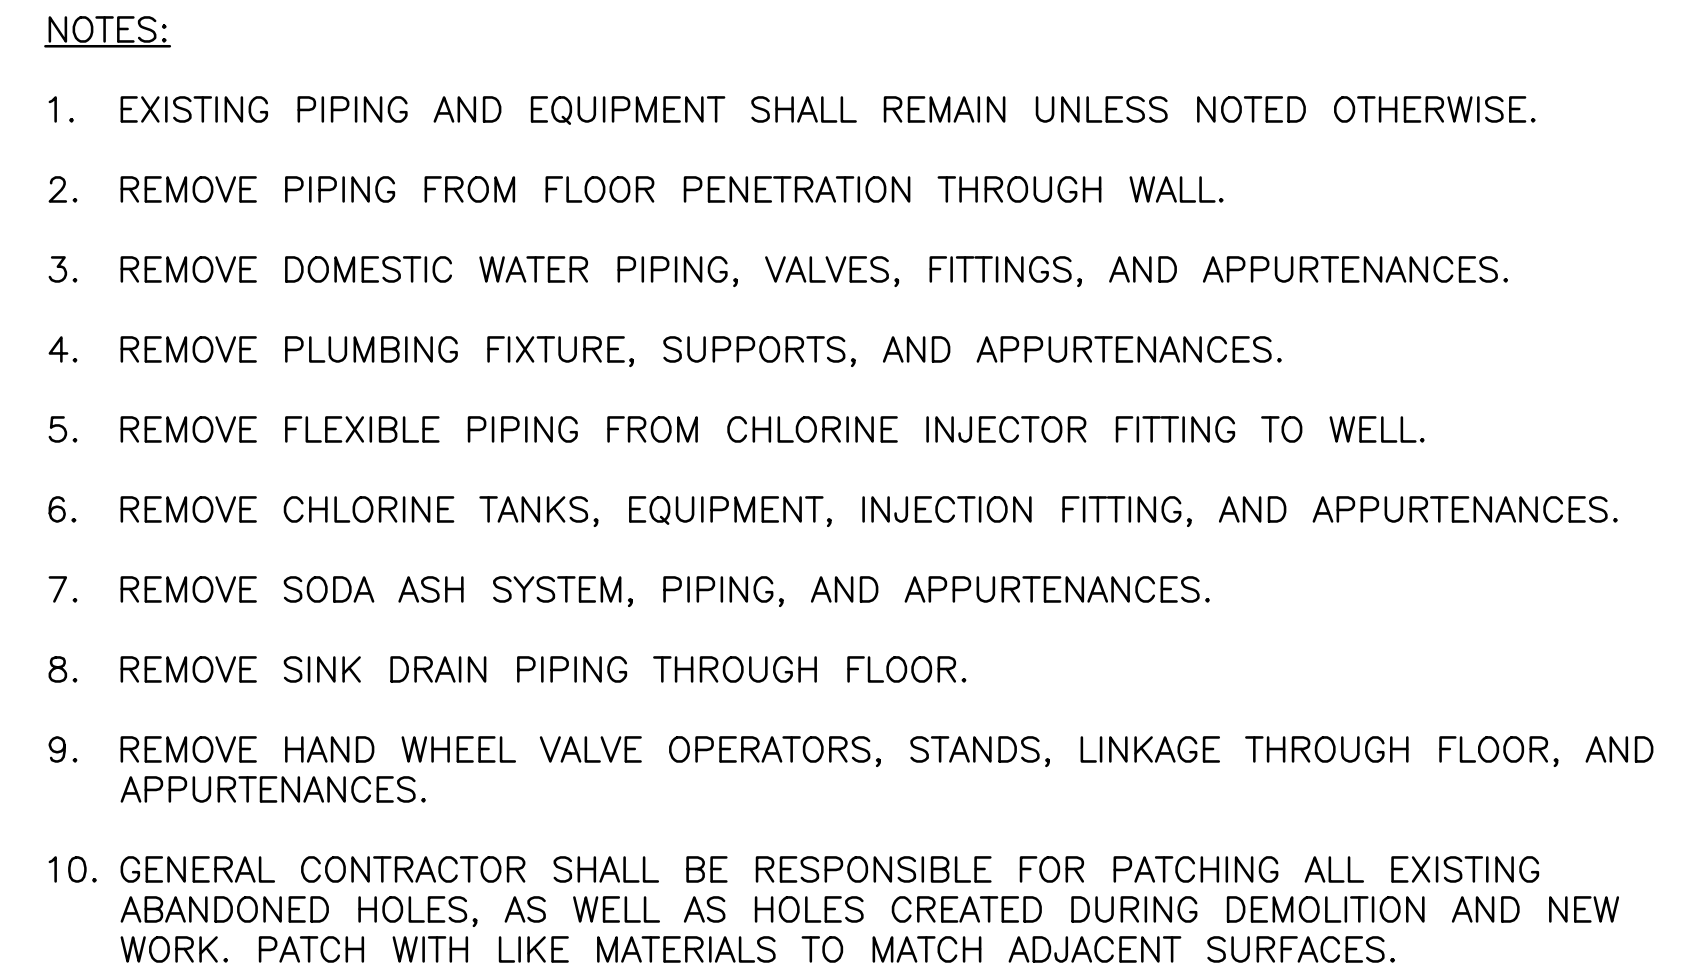 NOTES:
1. EXISTING PIPING AND EQUIPMENT SHALL REMAIN UNLESS NOTED OTHERWISE.
2. REMOVE PIPING FROM FLOOR PENETRATION THROUGH WALL.
3. REMOVE DOMESTIC WATER PIPING, VALVES, FITTINGS, AND APPURTENANCES.
4. REMOVE PLUMBING FIXTURE, SUPPORTS, AND APPURTENANCES.
5. REMOVE FLEXIBLE PIPING FROM CHLORINE INJECTOR FITTING TO WELL.
6. REMOVE CHLORINE TANKS, EQUIPMENT, INJECTION FITTING, AND APPURTENANCES.
7. REMOVE SODA ASH SYSTEM, PIPING, AND APPURTENANCES.
8. REMOVE SINK DRAIN PIPING THROUGH FLOOR.
9. REMOVE HAND WHEEL VALVE OPERATORS, STANDS, LINKAGE THROUGH FLOOR, AND
APPURTENANCES.
10. GENERAL CONTRACTOR SHALL BE RESPONSIBLE FOR PATCHING ALL EXISTING
ABANDONED HOLES, AS WELL AS HOLES CREATED DURING DEMOLITION AND NEW
WORK. PATCH WITH LIKE MATERIALS TO MATCH ADJACENT SURFACES.